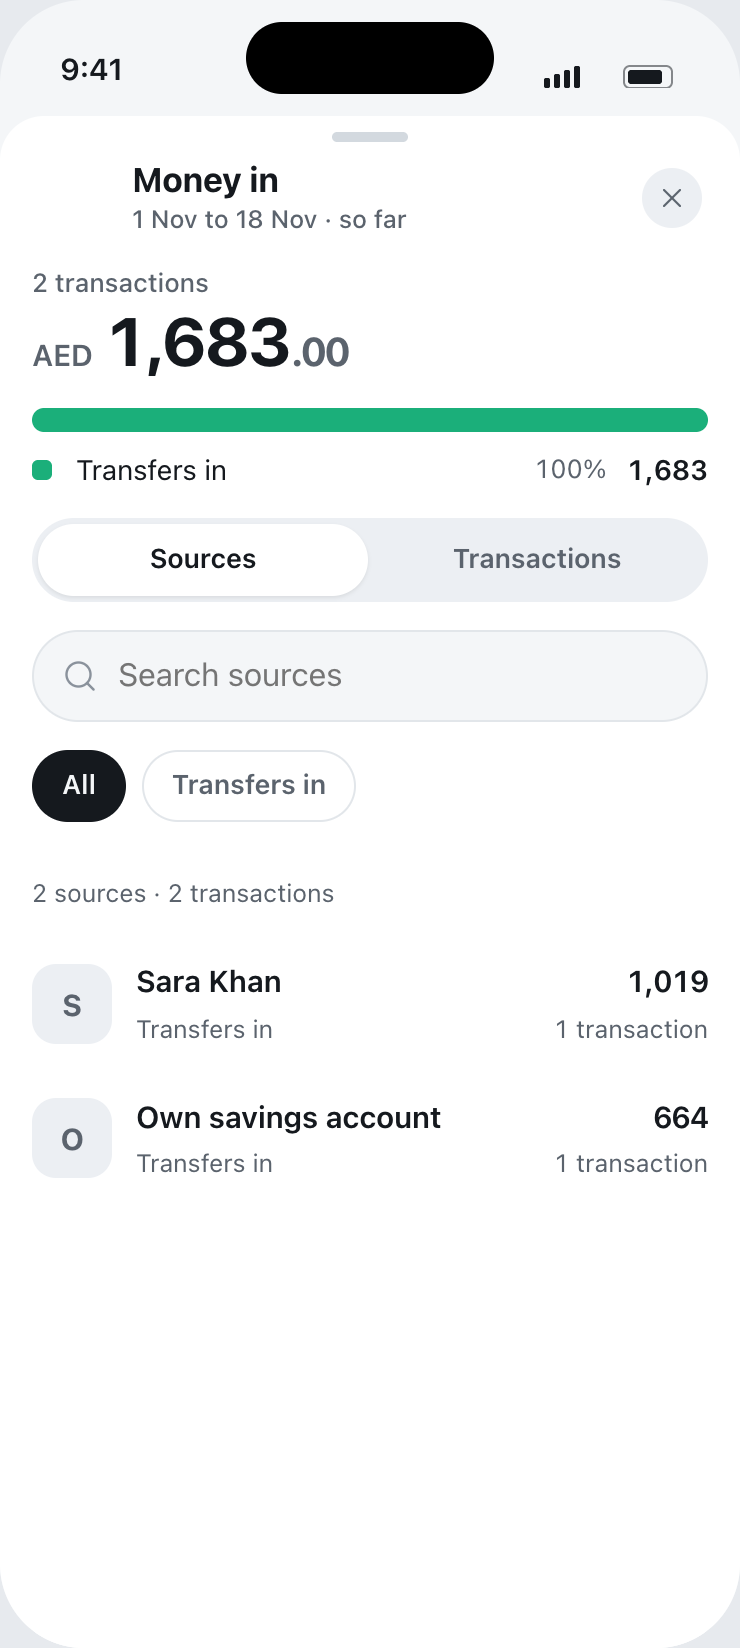 9:41
Money in
1 Nov to 18 Nov · so far
2 transactions
AED 1,683.00
Transfers in 100% 1,683
Sources Transactions
Search sources
All Transfers in
2 sources · 2 transactions
S Sara Khan 1,019
Transfers in 1 transaction
O Own savings account 664
Transfers in 1 transaction